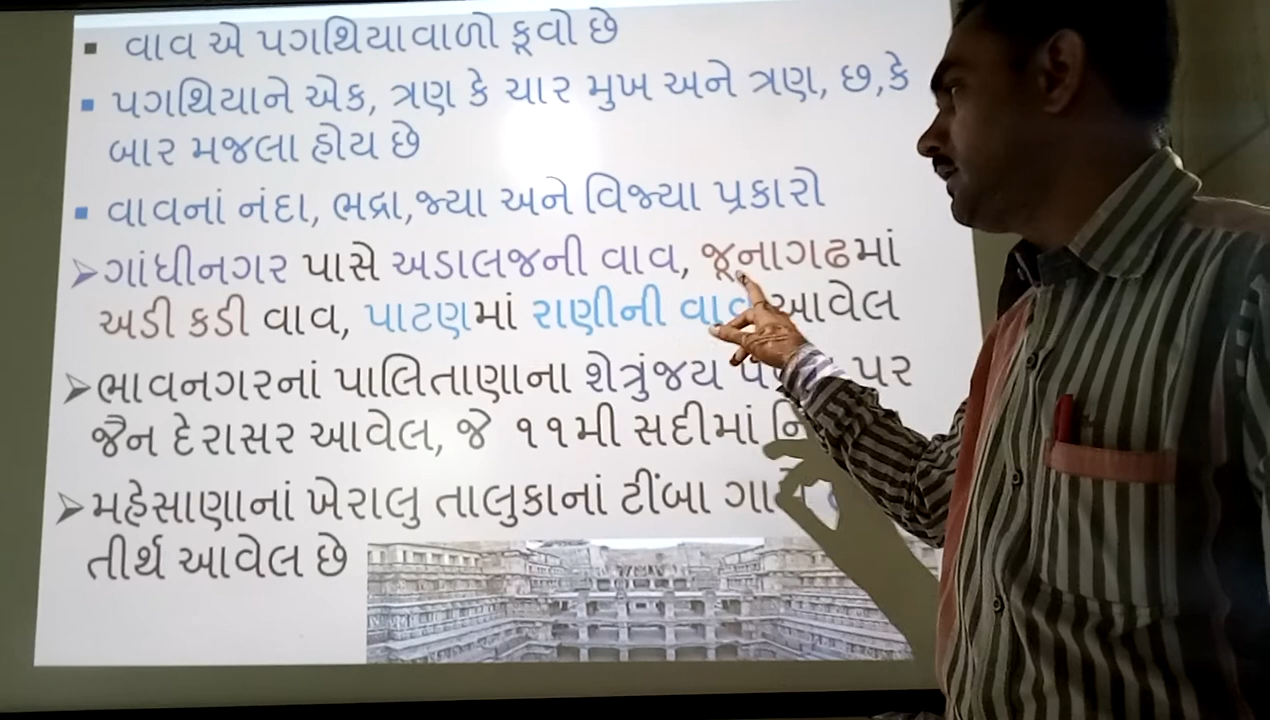 વાવ એ પગથિયાવાળો કૂવો છે
પગથિયાને એક, ત્રણ કે ચાર મુખ અને ત્રણ, છ,કે
બાર મજલા હોય છે
વાવનાં નંદા, ભદ્રા,જ્યા અને વિજ્યા પ્રકારો
ગાંધીનગર પાસે અડાલજની વાવ, જૂનાગઢમાં
અડી કડી વાવ, પાટણમાં રાણીની વાવ આવેલ
ભાવનગરનાં પાલિતાણાના શેત્રુંજય પર
જૈન દેરાસર આવેલ, જે ૧૧મી સદીમાં
મહેસાણાનાં ખેરાલુ તાલુકાનાં ટીંબા
તીર્થ આવેલ છે